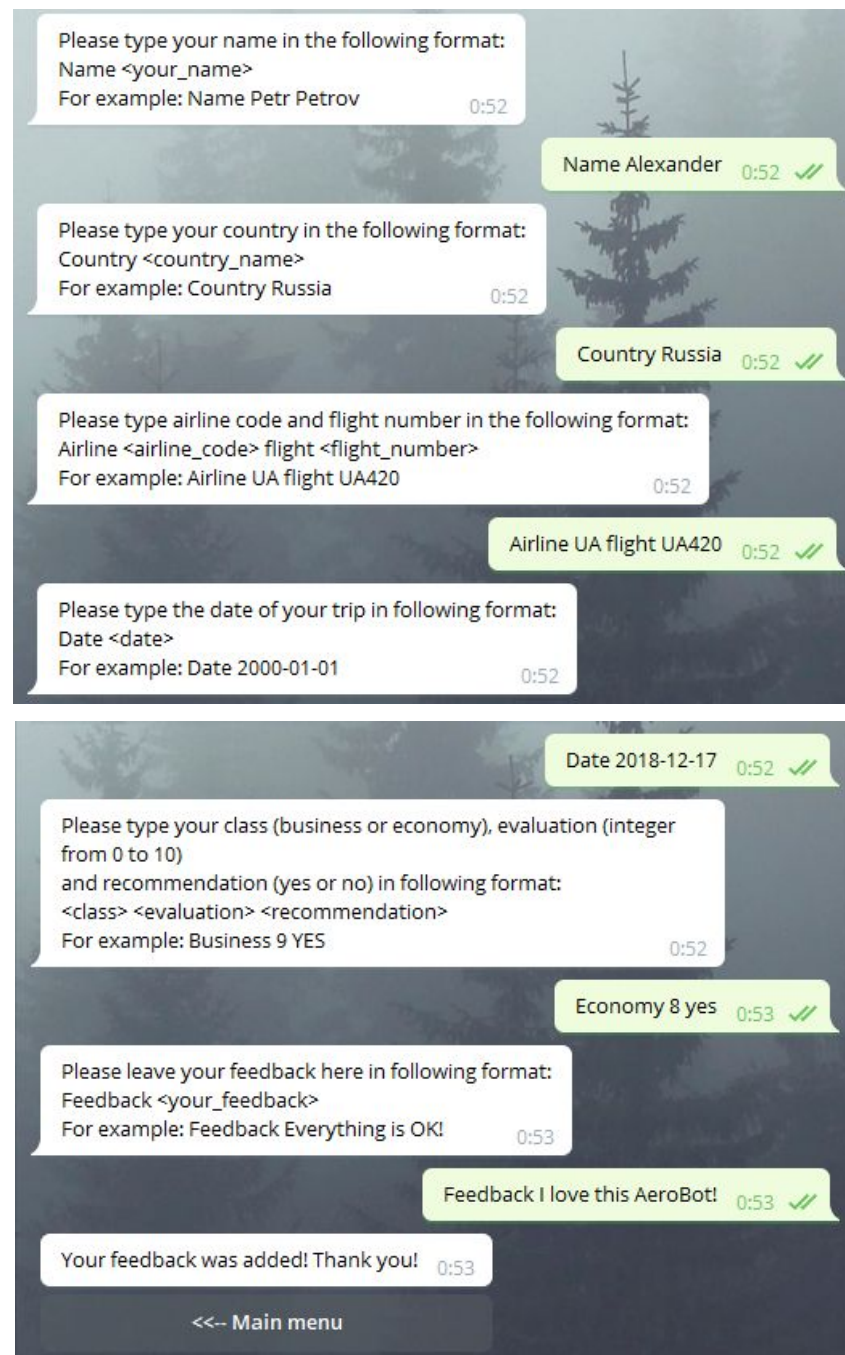 Please type your name in the following format:
Name <your_name>
For example: Name Petr Petrov
0:52
Name Alexander
0:52
Please type your country in the following format:
Country <country_name>
For example: Country Russia
0:52
Country Russia
0:52
Please type airline code and flight number in the following format:
Airline <airline_code> flight <flight_number>
For example: Airline UA flight UA420
0:52
Airline UA flight UA420
0:52
Please type the date of your trip in following format:
Date <date>
For example: Date 2000-01-01
0:52
Date 2018-12-17
0:52
Please type your class (business or economy), evaluation (integer
from 0 to 10)
and recommendation (yes or no) in following format:
<class> <evaluation> <recommendation>
For example: Business 9 YES
0:52
Economy 8 yes
0:53
Please leave your feedback here in following format:
Feedback <your_feedback>
For example: Feedback Everything is OK!
0:53
Feedback I love this AeroBot!
0:53
Your feedback was added! Thank you!
0:53
<<-- Main menu